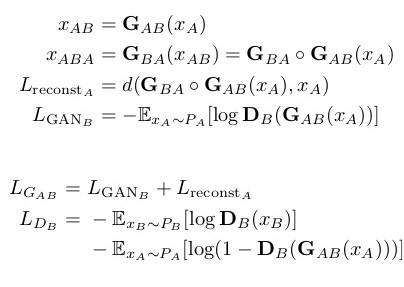 x_{AB} = G_{AB}(x_A)
x_{ABA} = G_{BA}(x_{AB}) = G_{BA} ∘ G_{AB}(x_A)
L_{reconst_A} = d(G_{BA} ∘ G_{AB}(x_A), x_A)
L_{GAN_B} = −𝔼_{x_A∼P_A}[log D_B(G_{AB}(x_A))]
L_{G_{AB}} = L_{GAN_B} + L_{reconst_A}
L_{D_B} = − 𝔼_{x_B∼P_B}[log D_B(x_B)]
− 𝔼_{x_A∼P_A}[log(1 − D_B(G_{AB}(x_A)))]